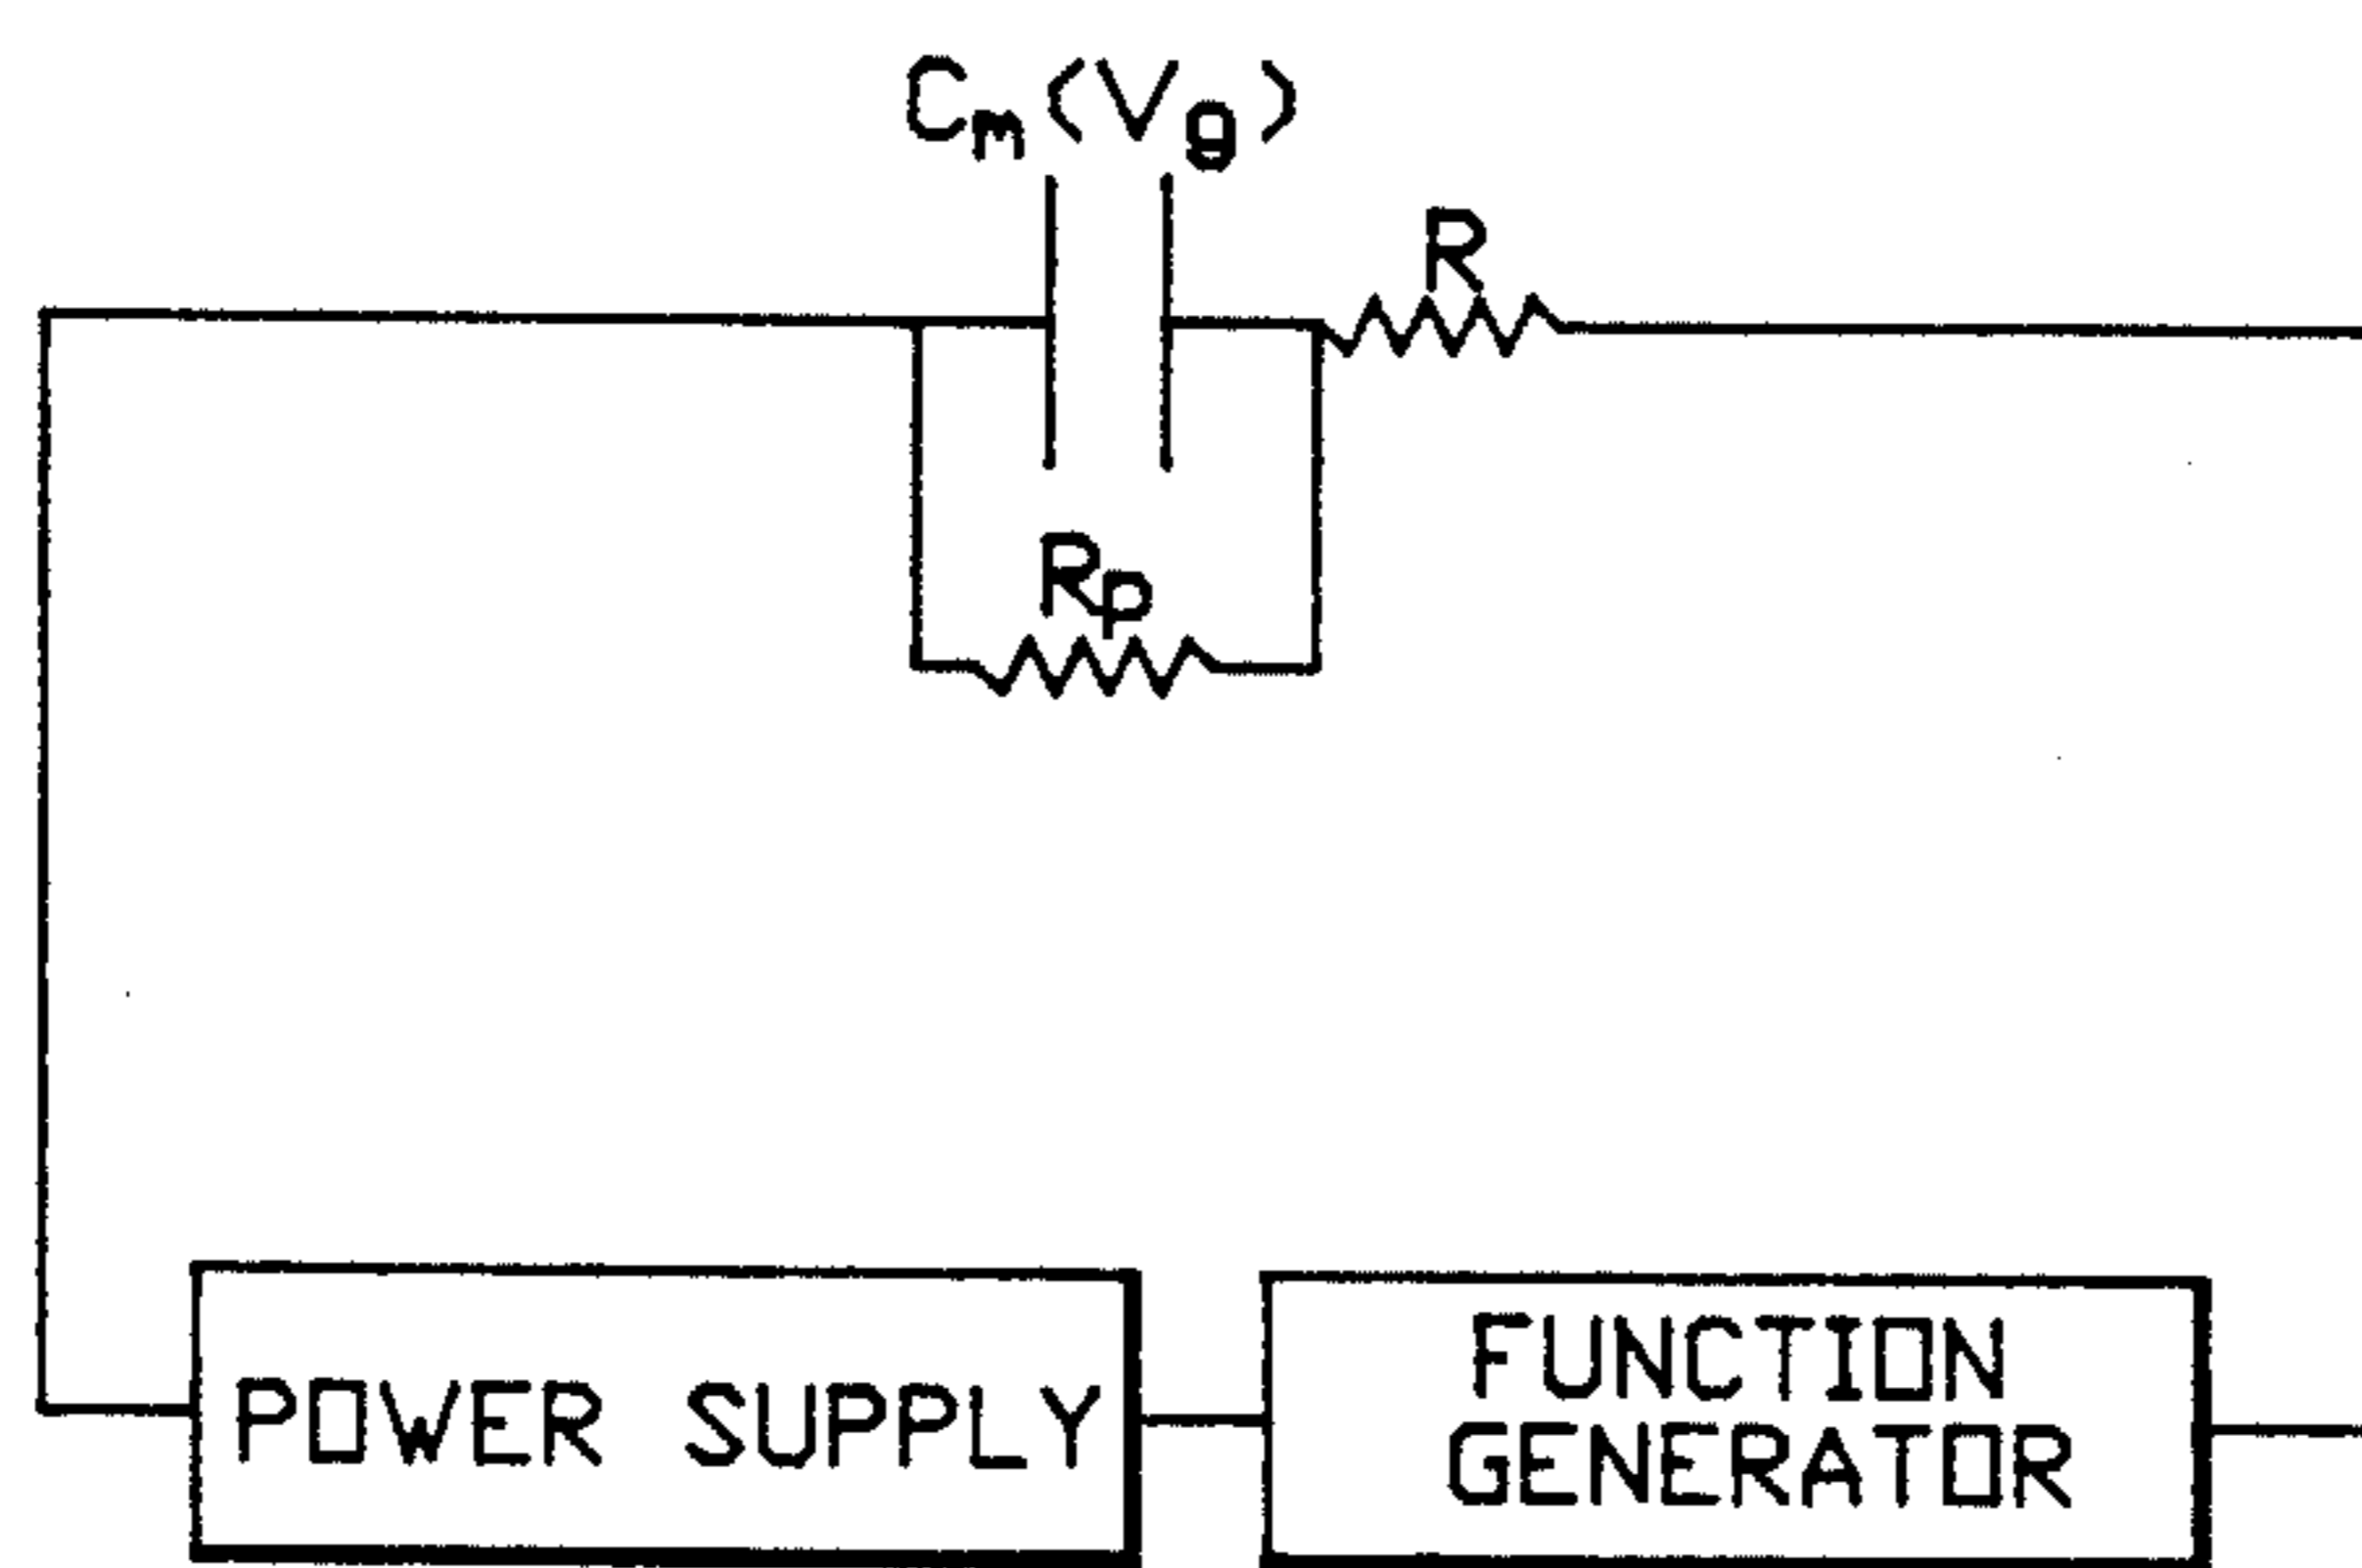 Cm(Vg)
R
Rp
POWER SUPPLY
FUNCTION
GENERATOR